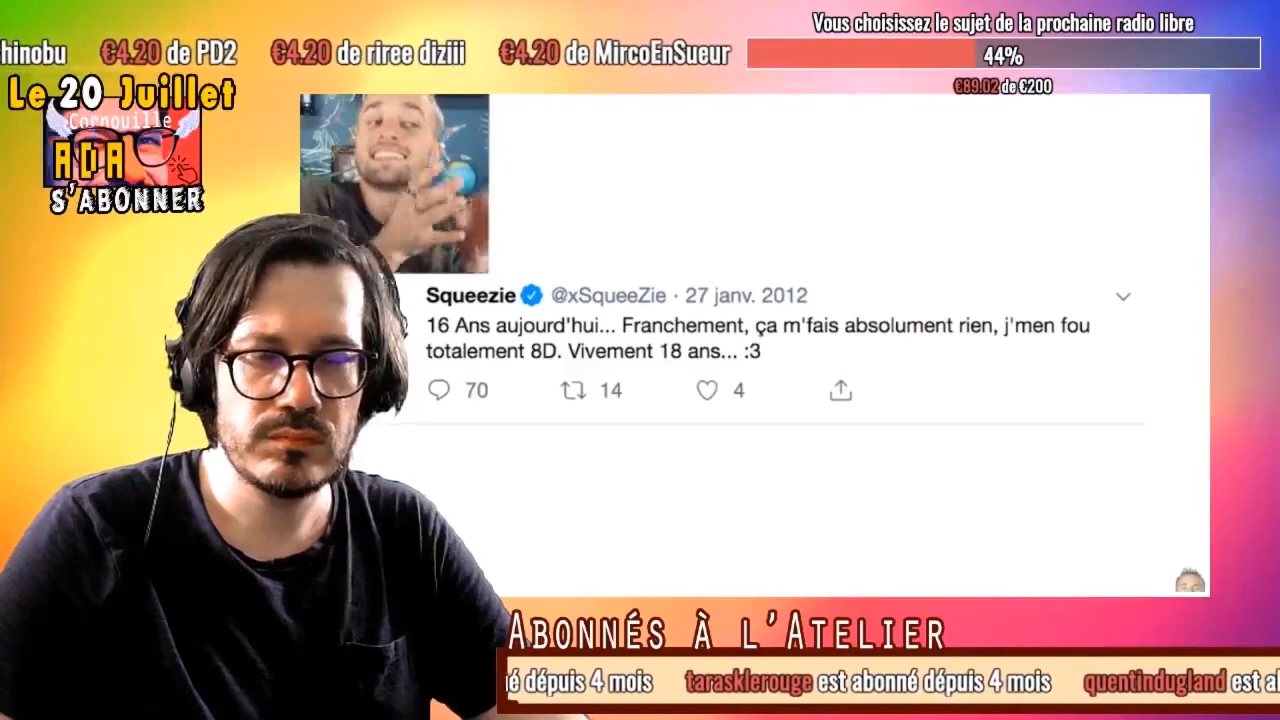 Vous choisissez le sujet de la prochaine radio libre
hinobu €4.20 de PD2 €4.20 de riree diziii €4.20 de MircoEnSueur
44%
€89.02 de €200
Le 20 Juillet
Cornouille
ADA
S'ABONNER
Squeezie @xSqueeZie · 27 janv. 2012
16 Ans aujourd'hui... Franchement, ça m'fais absolument rien, j'men fou
totalement 8D. Vivement 18 ans... :3
70 14 4
ABONNÉS À L'ATELIER
é dépuis 4 mois tarasklerouge est abonné dépuis 4 mois quentindugland est a